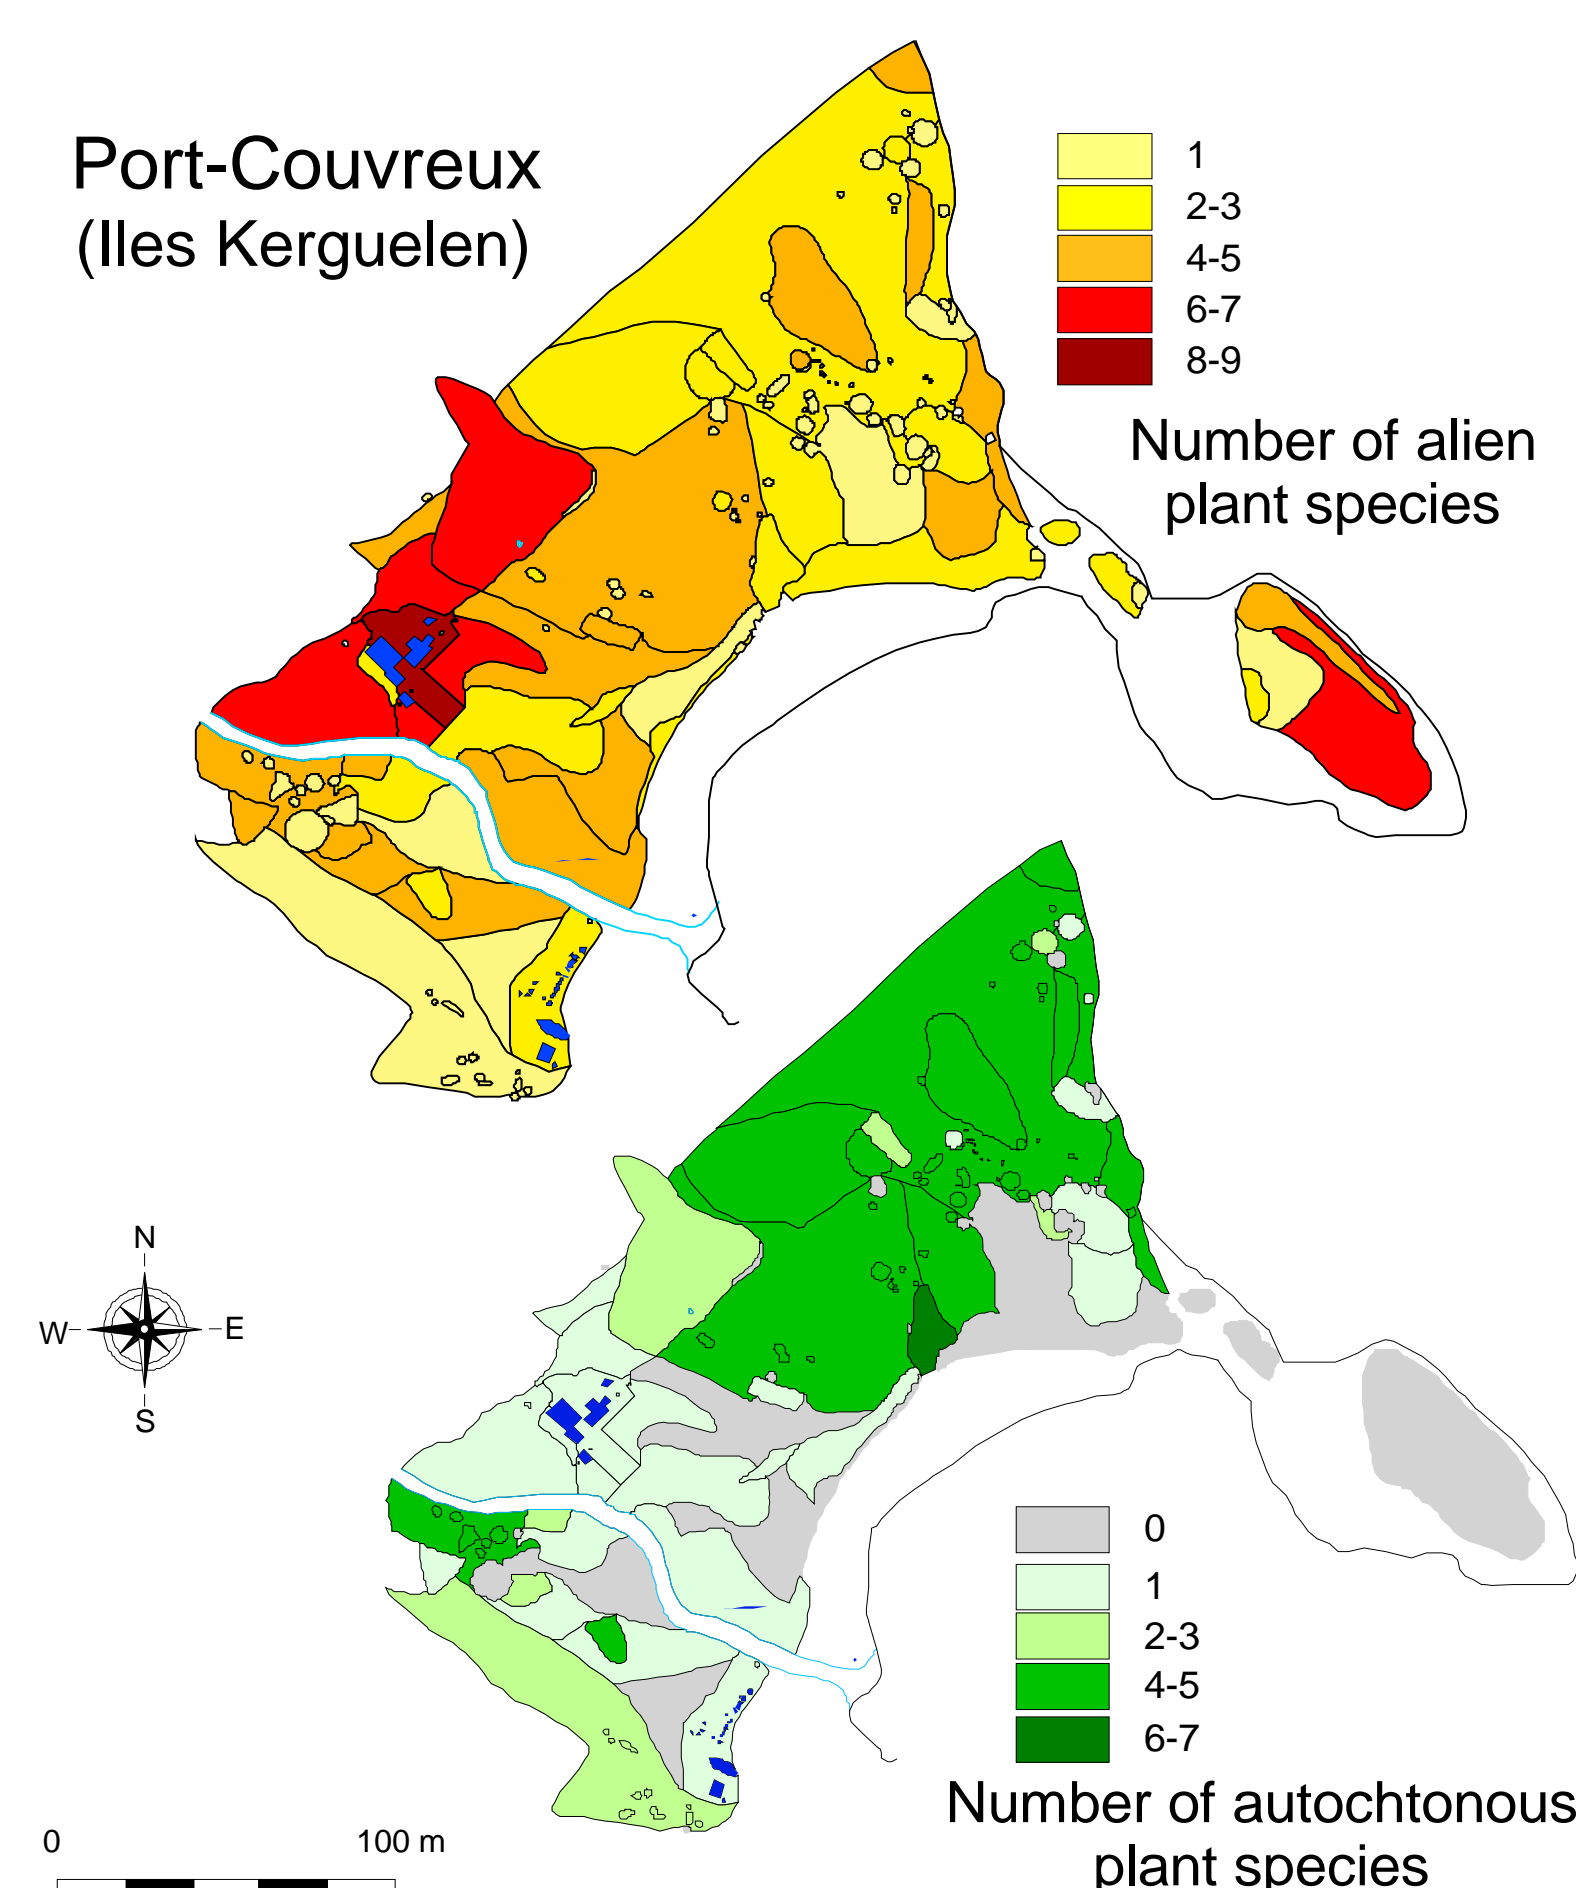 Port-Couvreux
(Iles Kerguelen)
1
2-3
4-5
6-7
8-9
Number of alien
plant species
N
W
E
S
0
1
2-3
4-5
6-7
Number of autochtonous
plant species
0
100 m